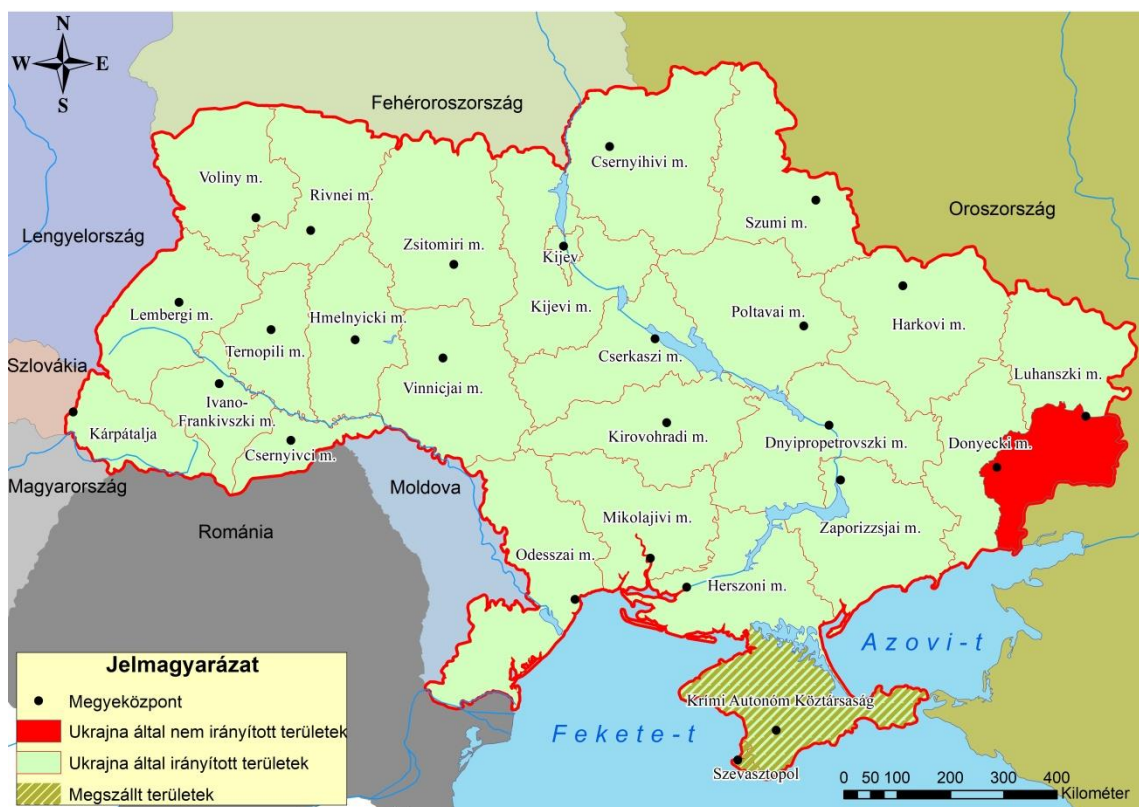 N
W E
S
Fehéroroszország
Csernyihivi m.
Voliny m.
Rivnei m.
Szumi m.
Oroszország
Lengyelország
Zsitomiri m.
Kijev
Lembergi m.
Hmelnyicki m.
Kijevi m.
Poltavai m.
Harkovi m.
Ternopili m.
Cserkaszi m.
Szlovákia
Vinnicjai m.
Luhanszki m.
Ivano-
Frankivszki m.
Kárpátalja
Csernyivci m.
Kirovohradi m.
Dnyipropetrovszki m.
Donyecki m.
Magyarország
Moldova
Románia
Mikolajivi m.
Zaporizzsjai m.
Odesszai m.
Herszoni m.
Azovi-t
Krími Autonóm Köztársaság
Fekete-t
Szevasztopol
Jelmagyarázat
Megyeközpont
Ukrajna által nem irányított területek
Ukrajna által irányított területek
Megszállt területek
0 50 100 200 300 400
Kilométer